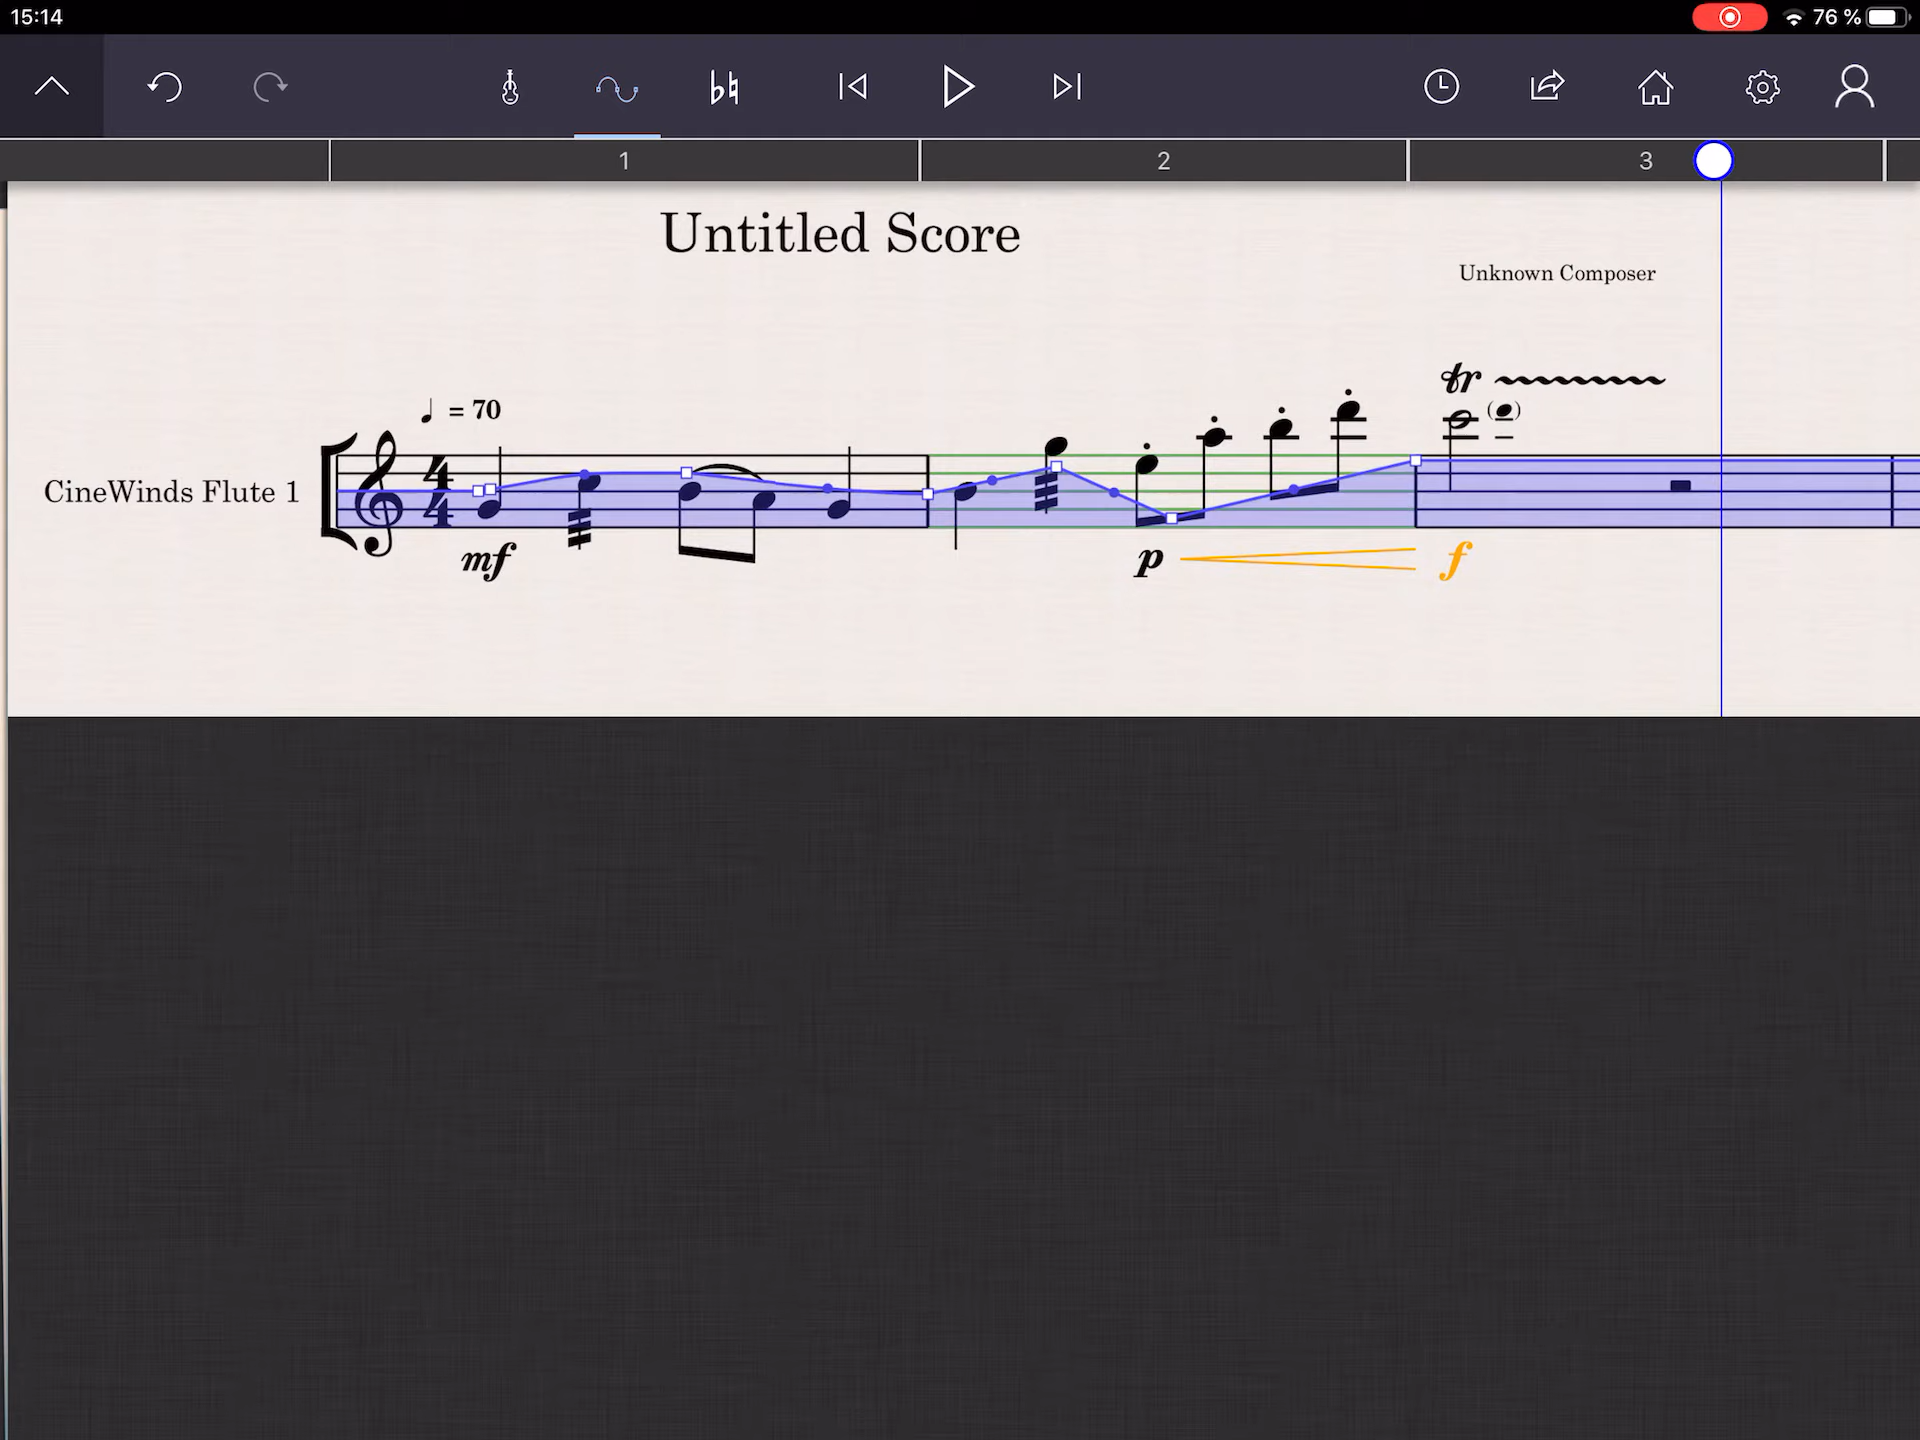 15:14
76 %
1 2 3
Untitled Score
Unknown Composer
tr
= 70
CineWinds Flute 1
4
4
mf p f